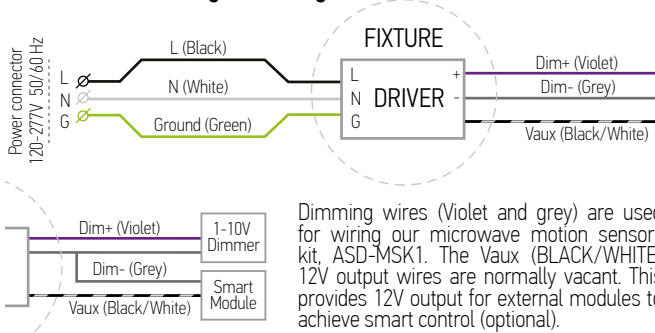 Power connector
120-277V 50/60 Hz
L
N
G
L (Black)
N (White)
Ground (Green)
FIXTURE
L
N
G
DRIVER
+
-
Dim+ (Violet)
Dim- (Grey)
Vaux (Black/White)
Dim+ (Violet)
Dim- (Grey)
Vaux (Black/White)
1-10V
Dimmer
Smart
Module
Dimming wires (Violet and grey) are used
for wiring our microwave motion sensor
kit, ASD-MSK1. The Vaux (BLACK/WHITE
12V output wires are normally vacant. This
provides 12V output for external modules to
achieve smart control (optional).